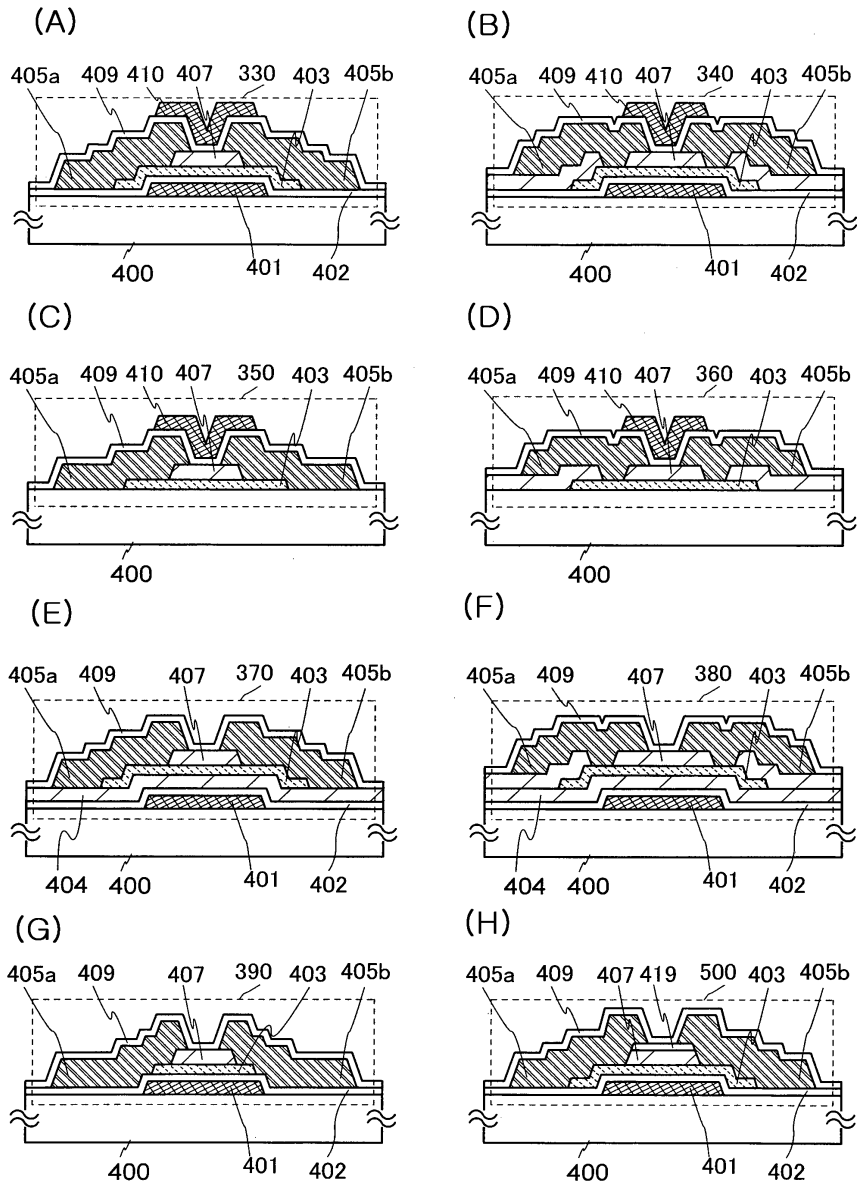 (A)
405a 409 410 407 330 403 405b
400 401 402
(B)
405a 409 410 407 340 403 405b
400 401 402
(C)
405a 409 410 407 350 403 405b
400
(D)
405a 409 410 407 360 403 405b
400
(E)
405a 409 407 370 403 405b
404 400 401 402
(F)
405a 409 407 380 403 405b
404 400 401 402
(G)
405a 409 407 390 403 405b
400 401 402
(H)
405a 409 407 419 500 403 405b
400 401 402